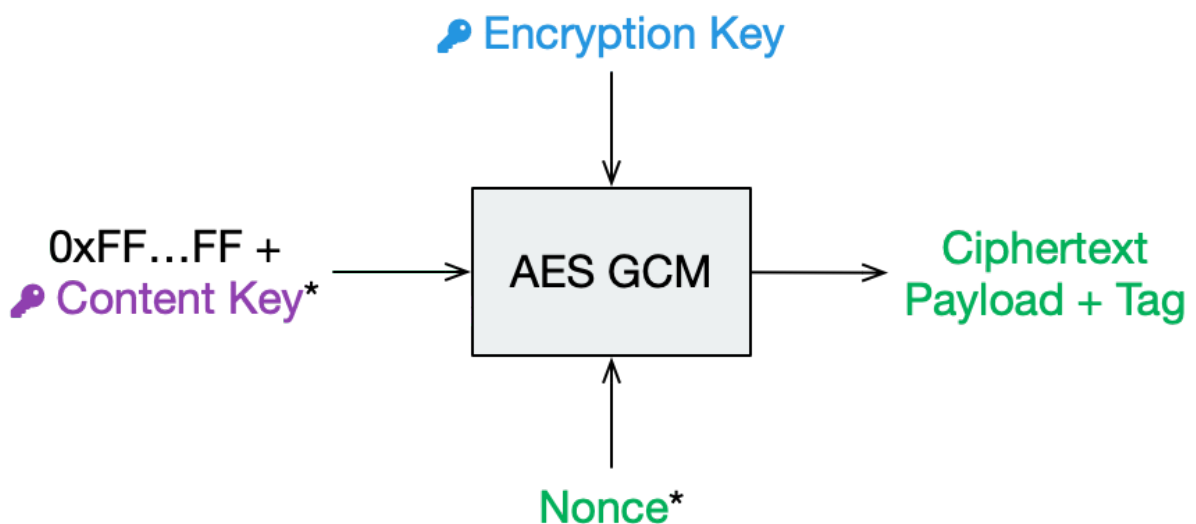 Encryption Key
0xFF...FF +
Content Key*
AES GCM
Ciphertext
Payload + Tag
Nonce*